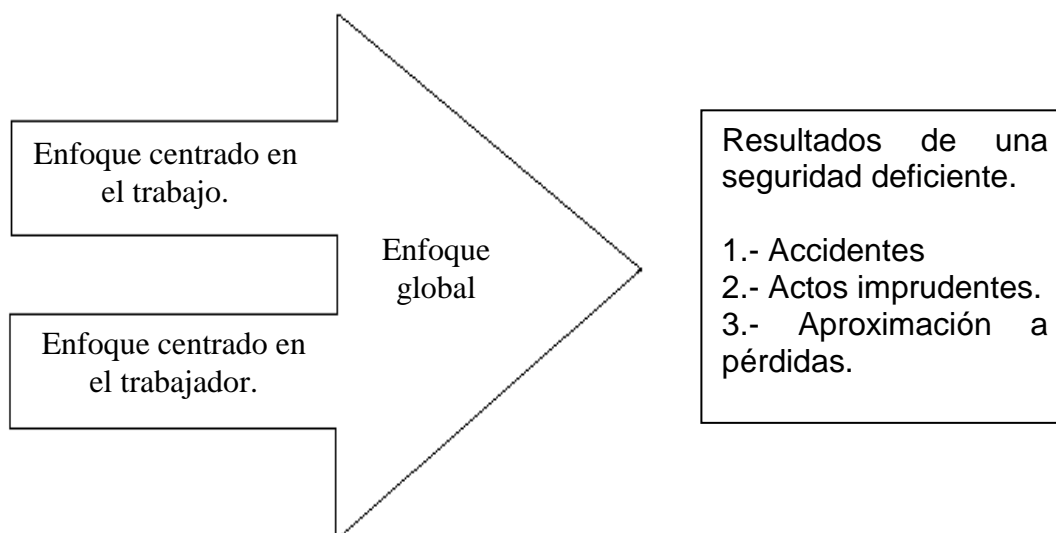 Enfoque centrado en
el trabajo.
Enfoque centrado en
el trabajador.
Enfoque
global
Resultados de una
seguridad deficiente.
1.- Accidentes
2.- Actos imprudentes.
3.- Aproximación a
pérdidas.